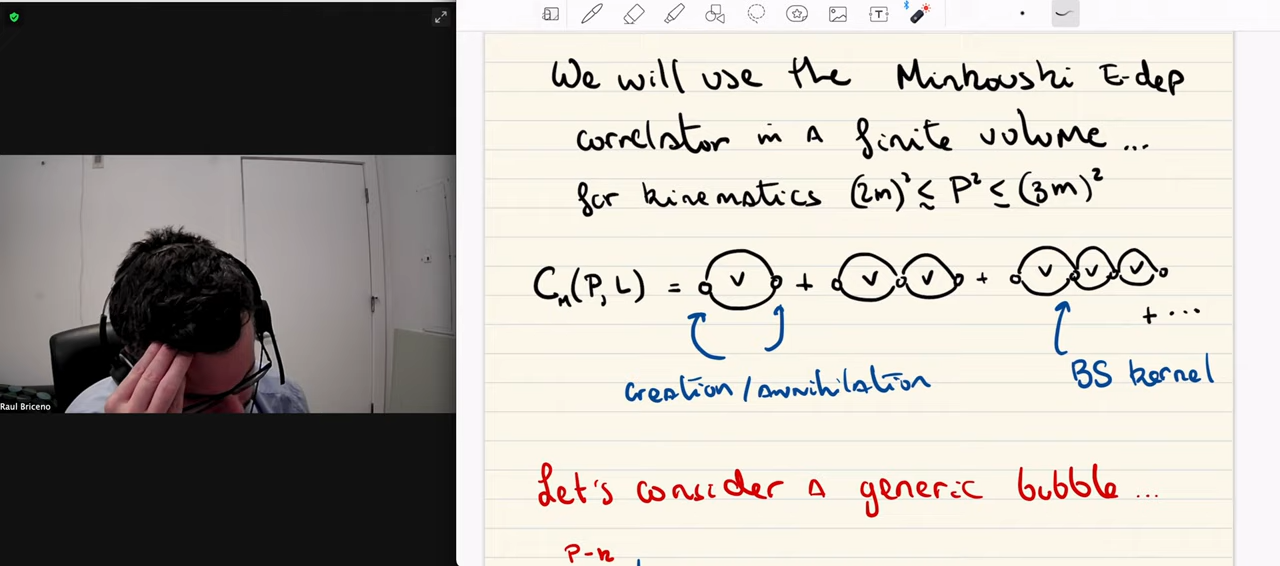 We will use the Minkowski E-dep
correlator in a finite volume...
for kinematics (2m)² ≲ P² ≤ (3m)²
C_M(P, L) = V + V V + V V V
+ ...
creation/annihilation
BS kernel
Let's consider a generic bubble...
P-k
Raul Briceno
T